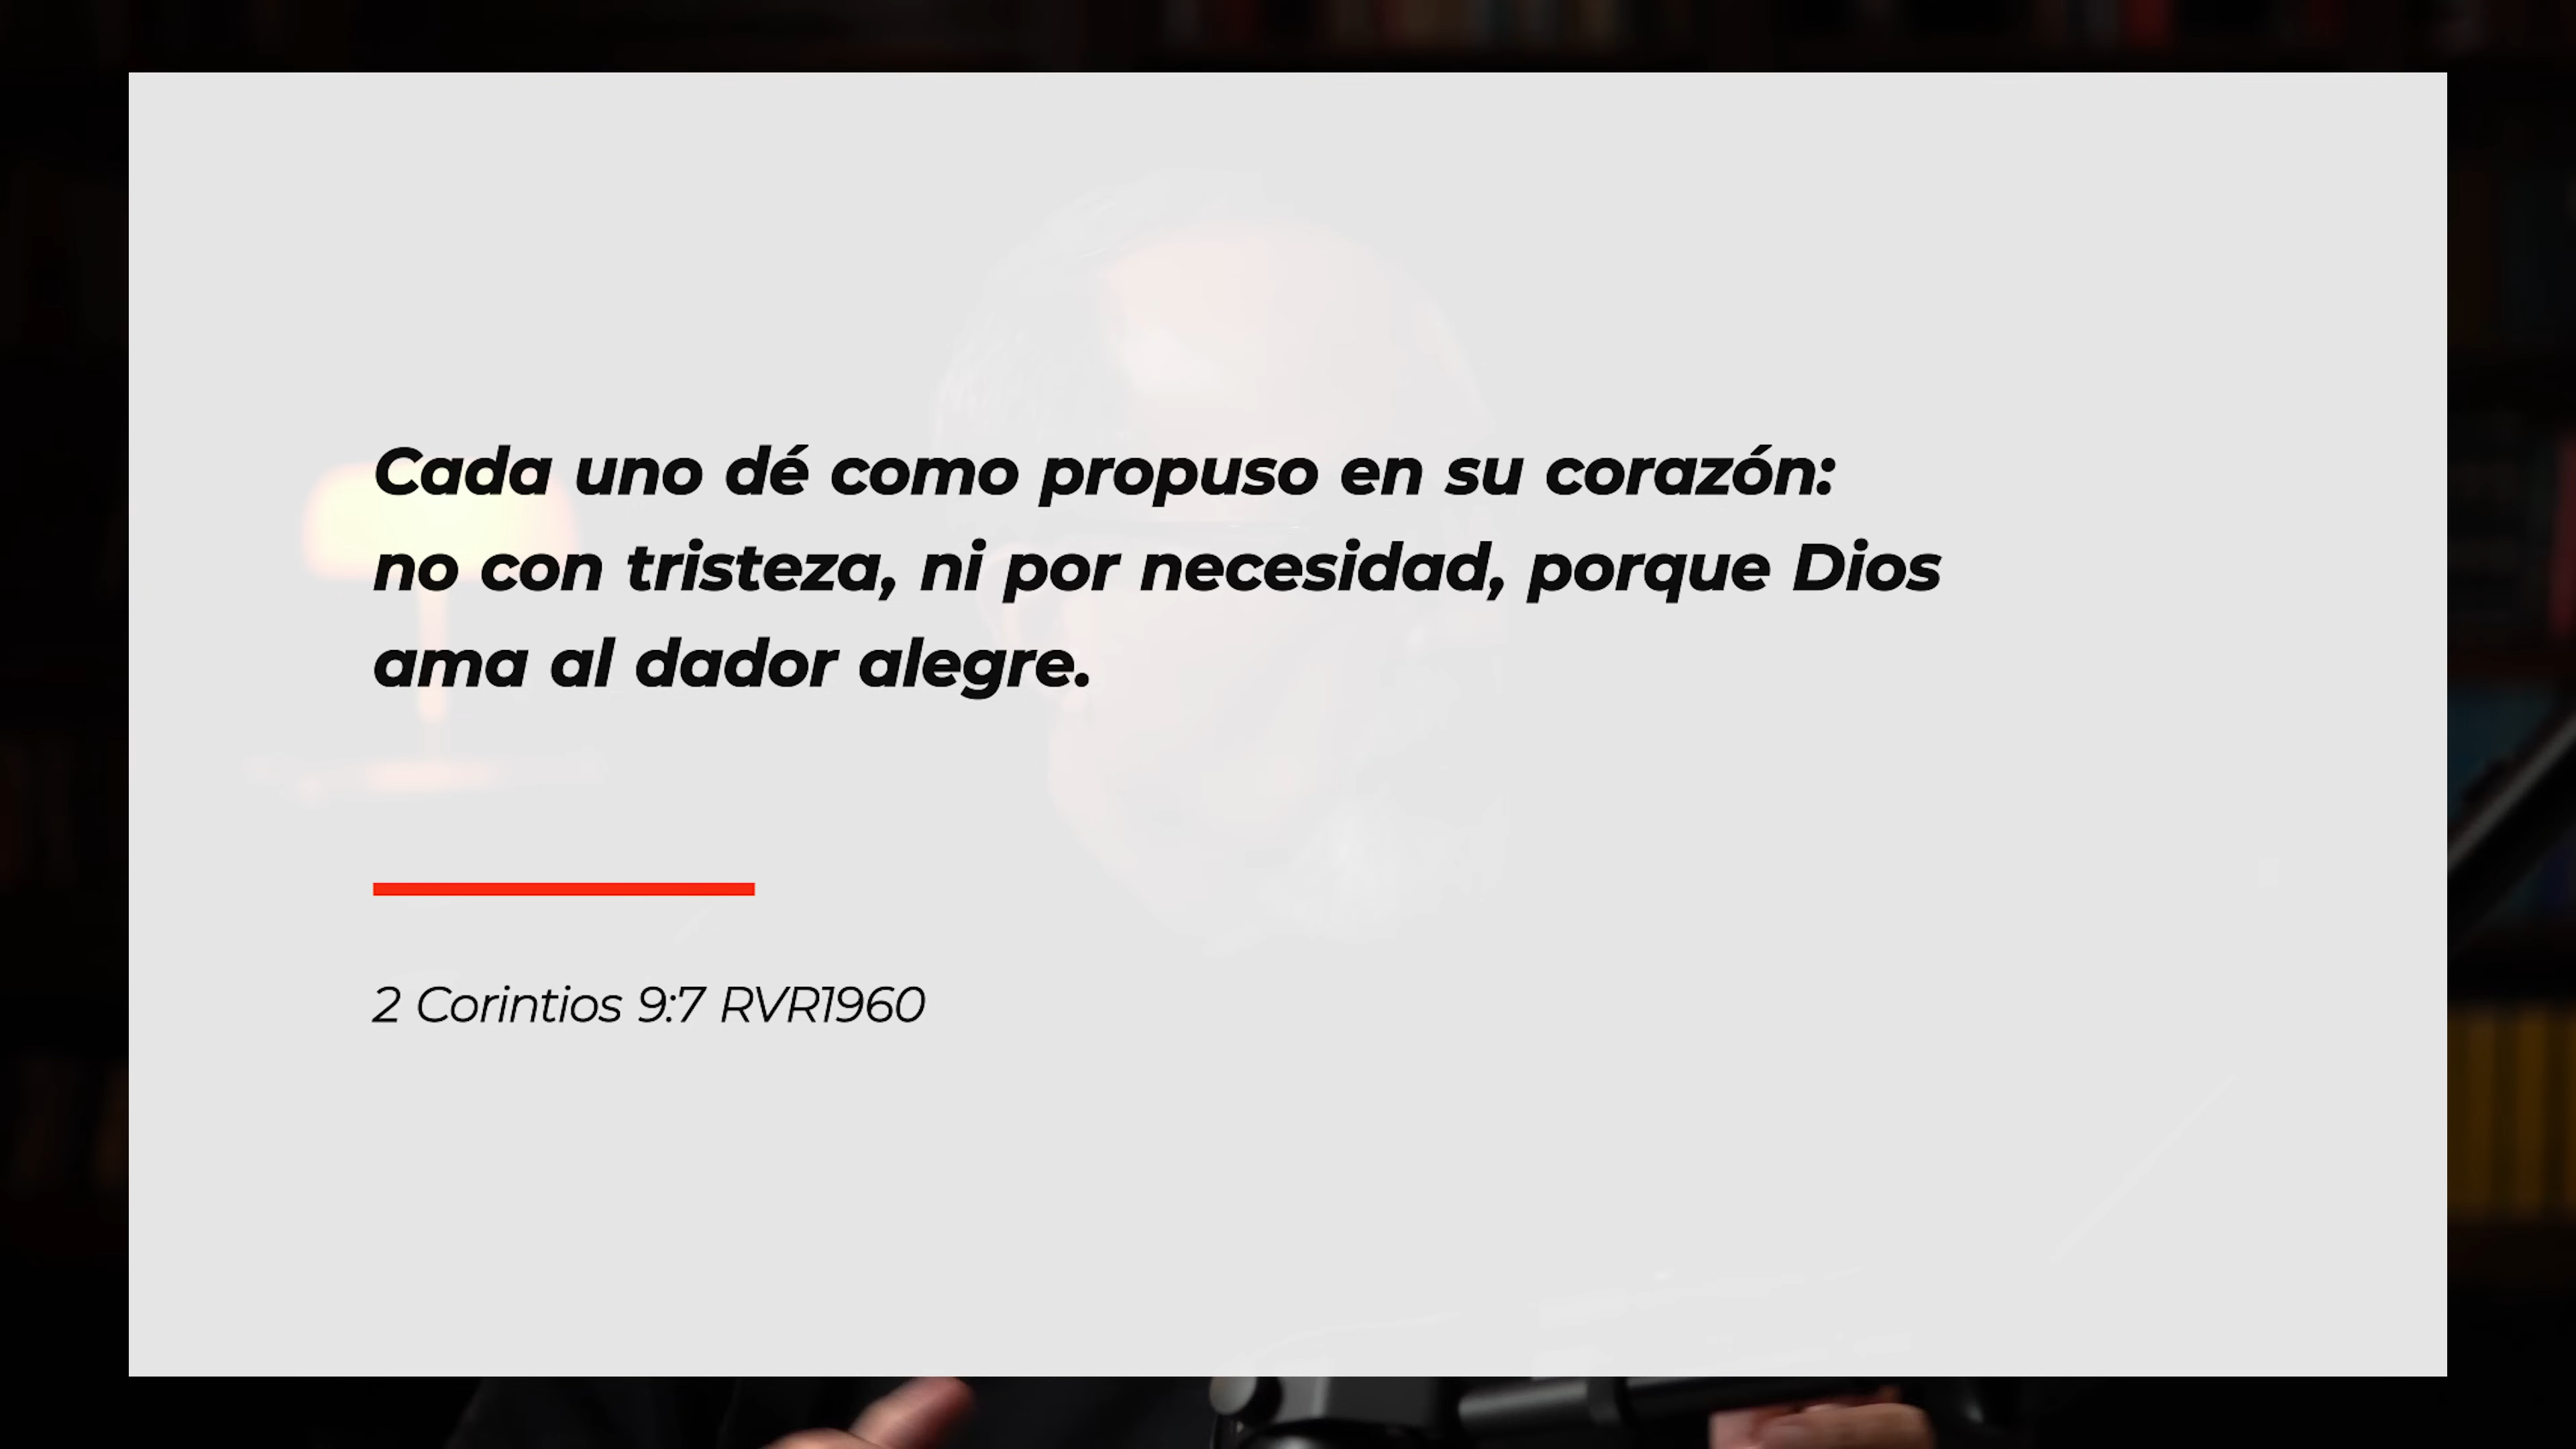 Cada uno dé como propuso en su corazón:
no con tristeza, ni por necesidad, porque Dios
ama al dador alegre.
2 Corintios 9:7 RVR1960